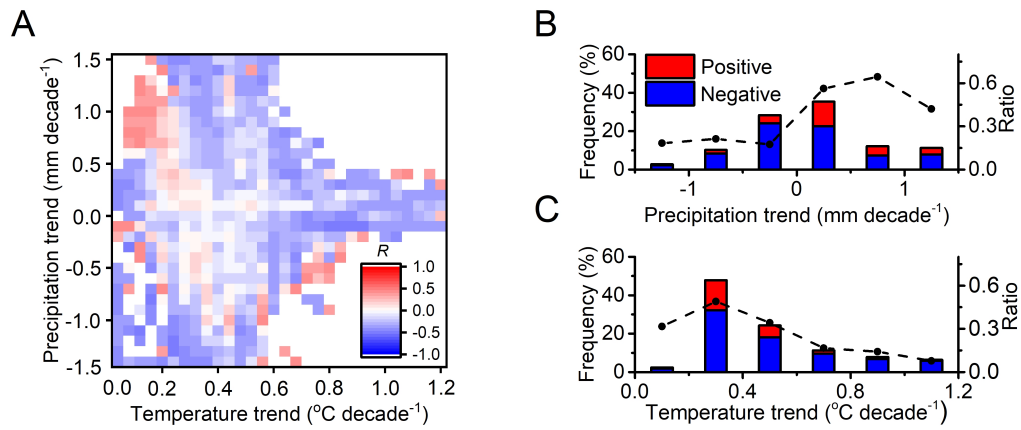 A
Precipitation trend (mm decade⁻¹)
1.5
1.0
0.5
0.0
-0.5
-1.0
-1.5
0.0 0.2 0.4 0.6 0.8 1.0 1.2
Temperature trend (°C decade⁻¹)
R
1.0
0.5
0.0
-0.5
-1.0
B
Frequency (%)
60
40
20
0
Positive
Negative
0.6
0.3
0.0
Ratio
-1 0 1
Precipitation trend (mm decade⁻¹)
C
Frequency (%)
60
40
20
0
0.6
0.3
0.0
Ratio
0.0 0.4 0.8 1.2
Temperature trend (°C decade⁻¹)